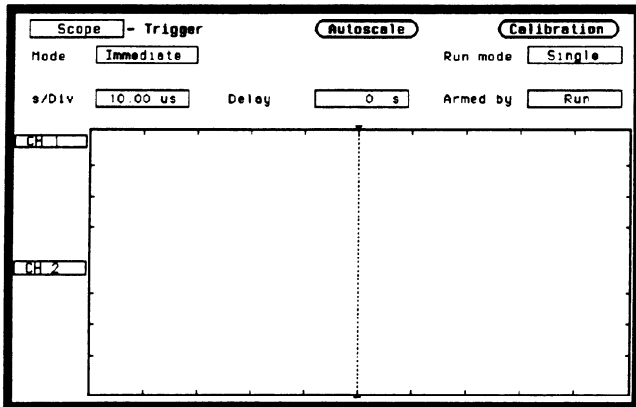 Scope - Trigger Autoscale Calibration
Mode Immediate Run mode Single
s/Div 10.00 us Delay 0 s Armed by Run
CH 1
CH 2